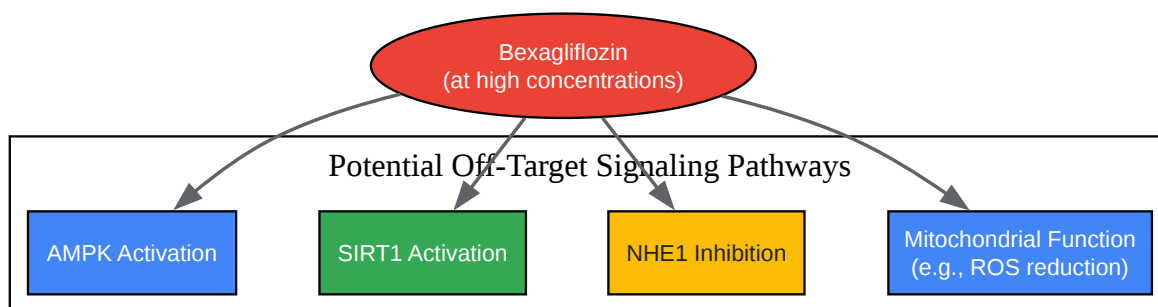 Bexagliflozin
(at high concentrations)
Potential Off-Target Signaling Pathways
AMPK Activation
SIRT1 Activation
NHE1 Inhibition
Mitochondrial Function
(e.g., ROS reduction)